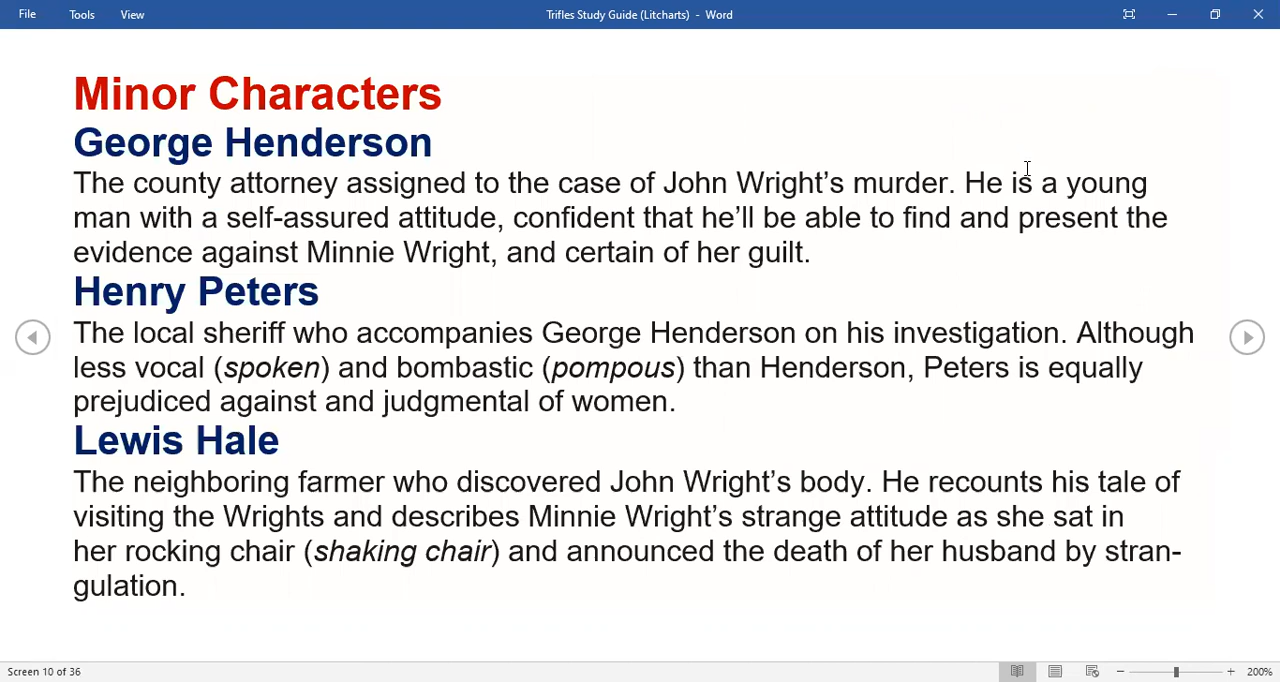 File Tools View Trifles Study Guide (Litcharts) - Word
Minor Characters
George Henderson
The county attorney assigned to the case of John Wright’s murder. He is a young
man with a self-assured attitude, confident that he’ll be able to find and present the
evidence against Minnie Wright, and certain of her guilt.
Henry Peters
The local sheriff who accompanies George Henderson on his investigation. Although
less vocal (spoken) and bombastic (pompous) than Henderson, Peters is equally
prejudiced against and judgmental of women.
Lewis Hale
The neighboring farmer who discovered John Wright’s body. He recounts his tale of
visiting the Wrights and describes Minnie Wright’s strange attitude as she sat in
her rocking chair (shaking chair) and announced the death of her husband by stran-
gulation.
Screen 10 of 36 200%